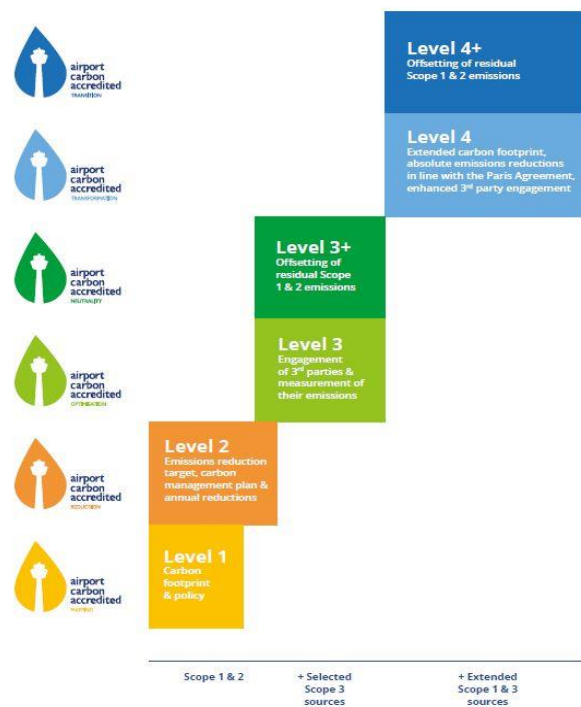 airport
carbon
accredited
TRANSITION
Level 4+
Offsetting of residual
Scope 1 & 2 emissions
airport
carbon
accredited
TRANSFORMATION
Level 4
Extended carbon footprint,
absolute emissions reductions
in line with the Paris Agreement,
enhanced 3rd party engagement
airport
carbon
accredited
NEUTRALITY
Level 3+
Offsetting of
residual Scope
1 & 2 emissions
airport
carbon
accredited
OPTIMISATION
Level 3
Engagement
of 3rd parties &
measurement of
their emissions
airport
carbon
accredited
REDUCTION
Level 2
Emissions reduction
target, carbon
management plan &
annual reductions
airport
carbon
accredited
MAPPING
Level 1
Carbon
footprint
& policy
Scope 1 & 2
+ Selected
Scope 3
sources
+ Extended
Scope 1 & 3
sources